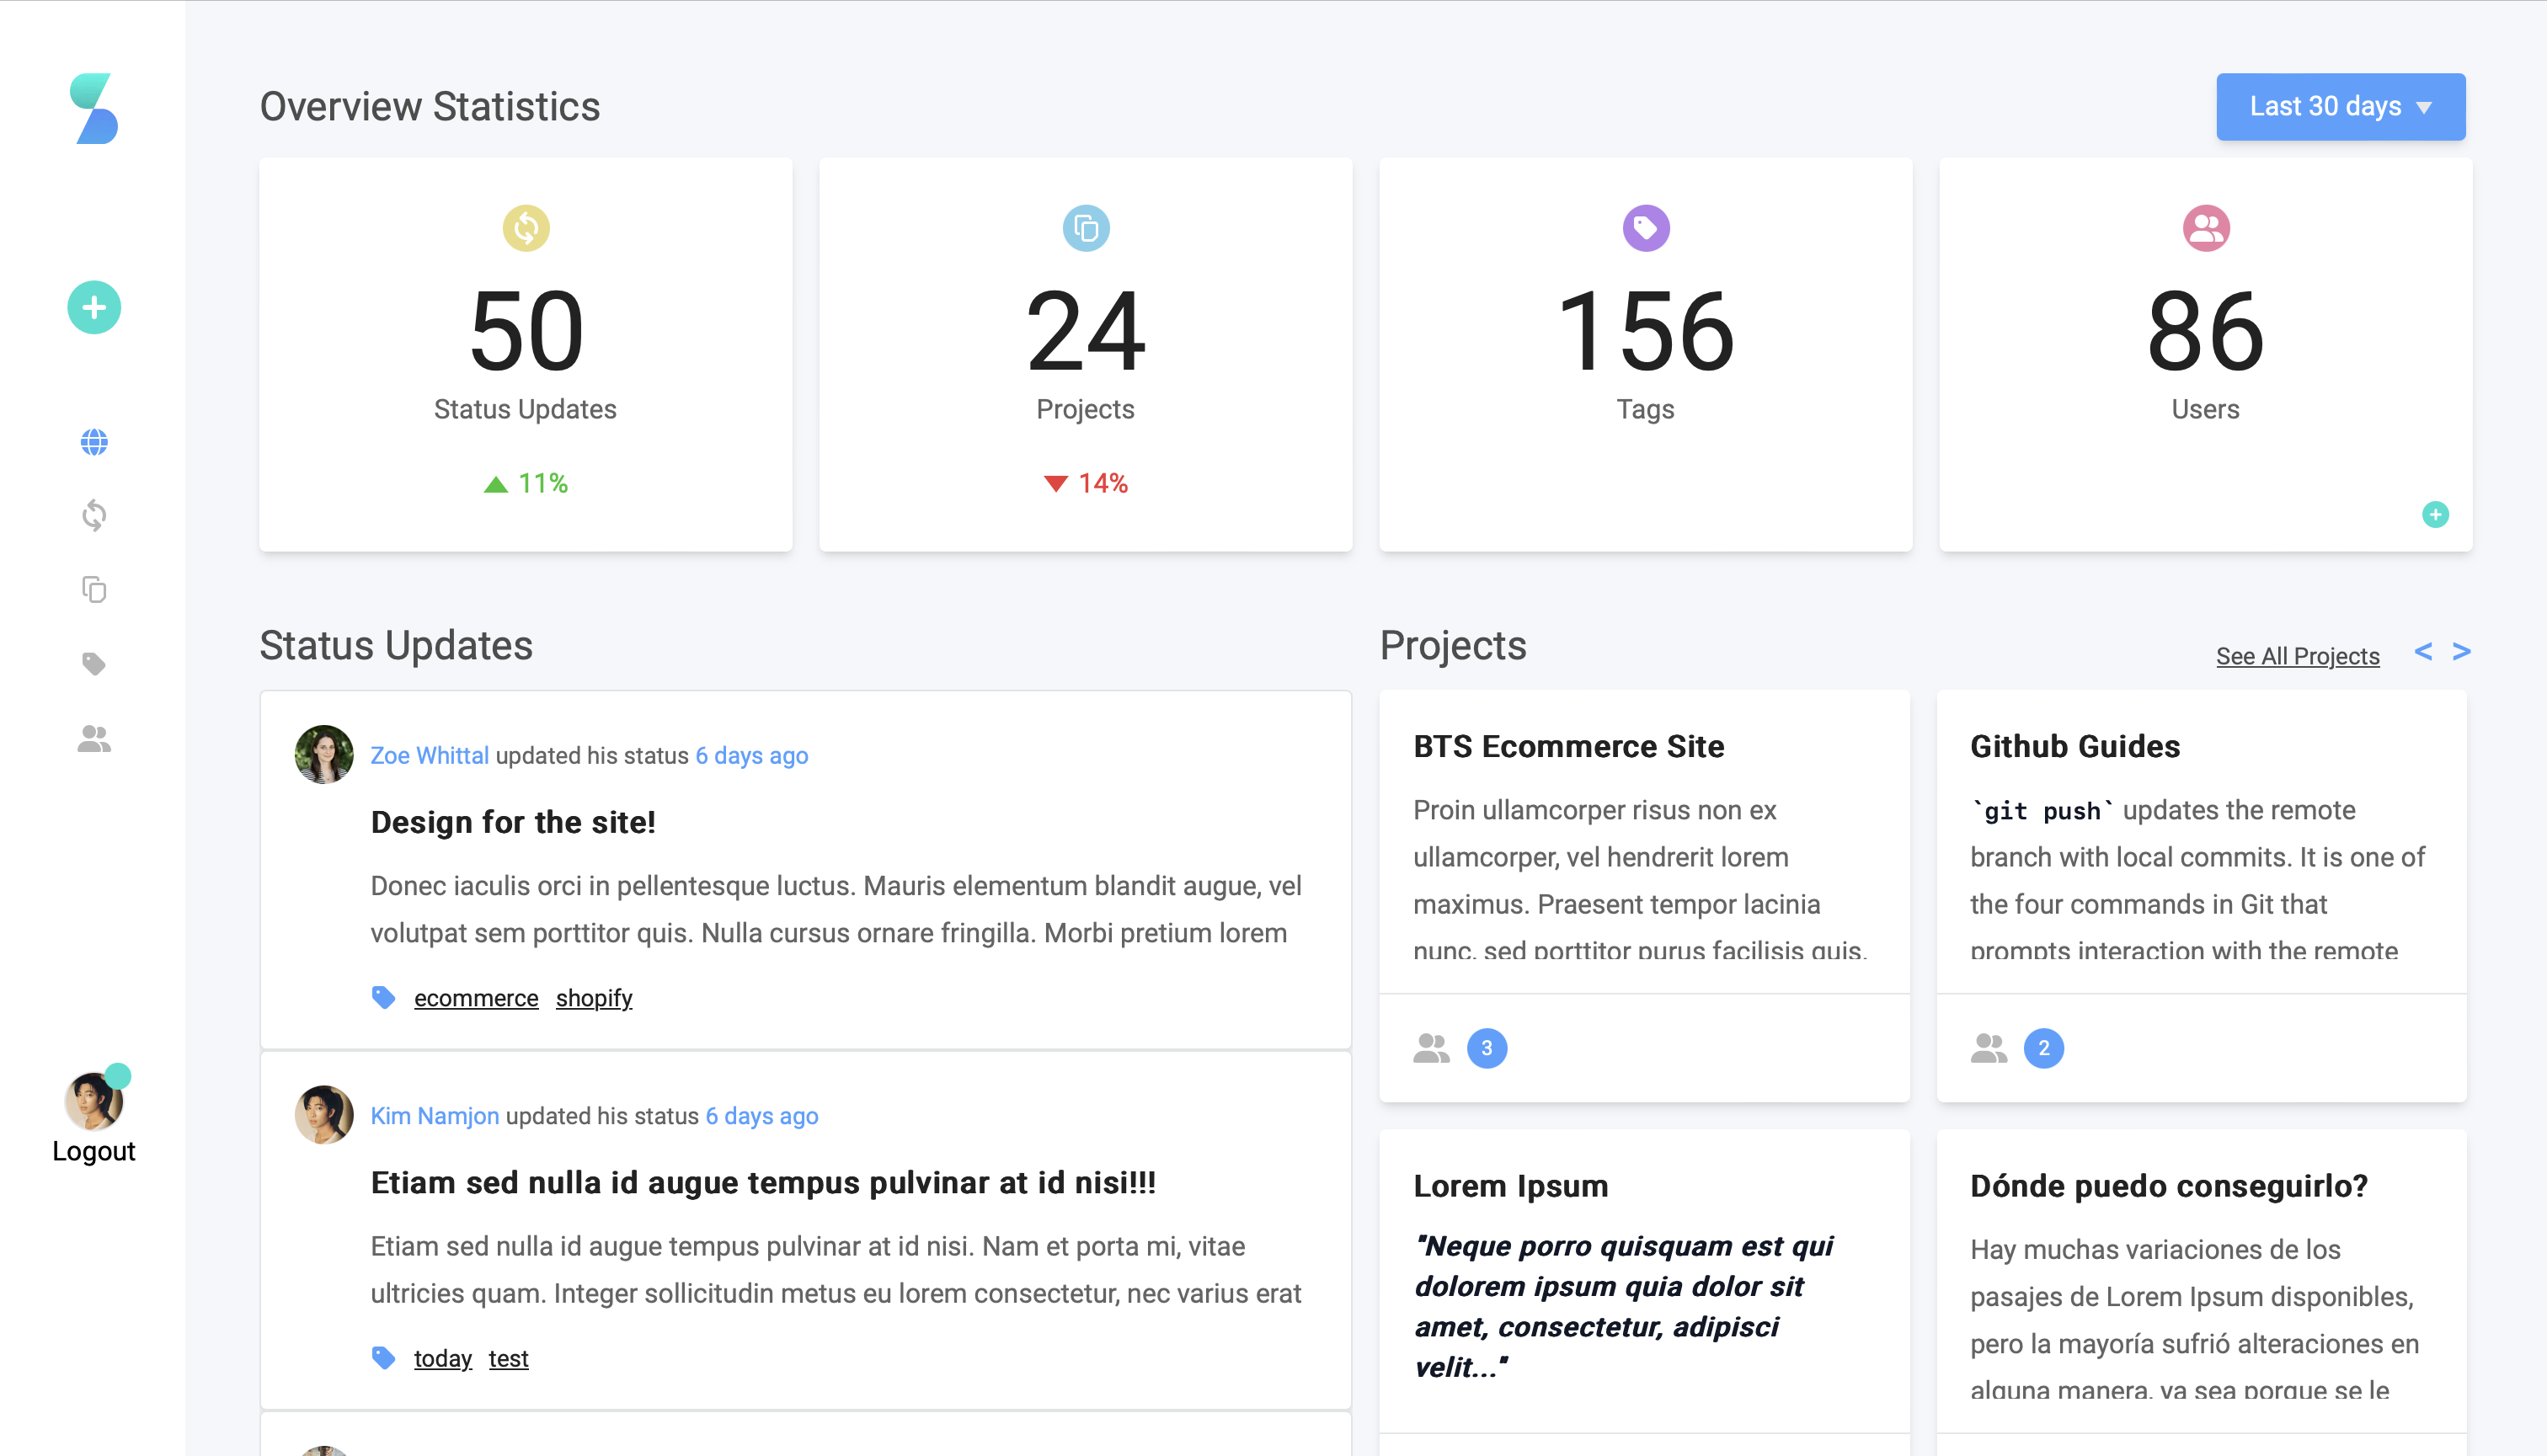 Overview Statistics
Last 30 days
50
Status Updates
11%
24
Projects
14%
156
Tags
86
Users
Logout
Status Updates
Zoe Whittal updated his status 6 days ago
Design for the site!
Donec iaculis orci in pellentesque luctus. Mauris elementum blandit augue, vel
volutpat sem porttitor quis. Nulla cursus ornare fringilla. Morbi pretium lorem
ecommerce shopify
Kim Namjon updated his status 6 days ago
Etiam sed nulla id augue tempus pulvinar at id nisi!!!
Etiam sed nulla id augue tempus pulvinar at id nisi. Nam et porta mi, vitae
ultricies quam. Integer sollicitudin metus eu lorem consectetur, nec varius erat
today test
Projects
See All Projects < >
BTS Ecommerce Site
Proin ullamcorper risus non ex
ullamcorper, vel hendrerit lorem
maximus. Praesent tempor lacinia
nunc, sed porttitor purus facilisis quis.
3
Github Guides
`git push` updates the remote
branch with local commits. It is one of
the four commands in Git that
prompts interaction with the remote
2
Lorem Ipsum
"Neque porro quisquam est qui
dolorem ipsum quia dolor sit
amet, consectetur, adipisci
velit..."
Dónde puedo conseguirlo?
Hay muchas variaciones de los
pasajes de Lorem Ipsum disponibles,
pero la mayoría sufrió alteraciones en
alguna manera, ya sea porque se le